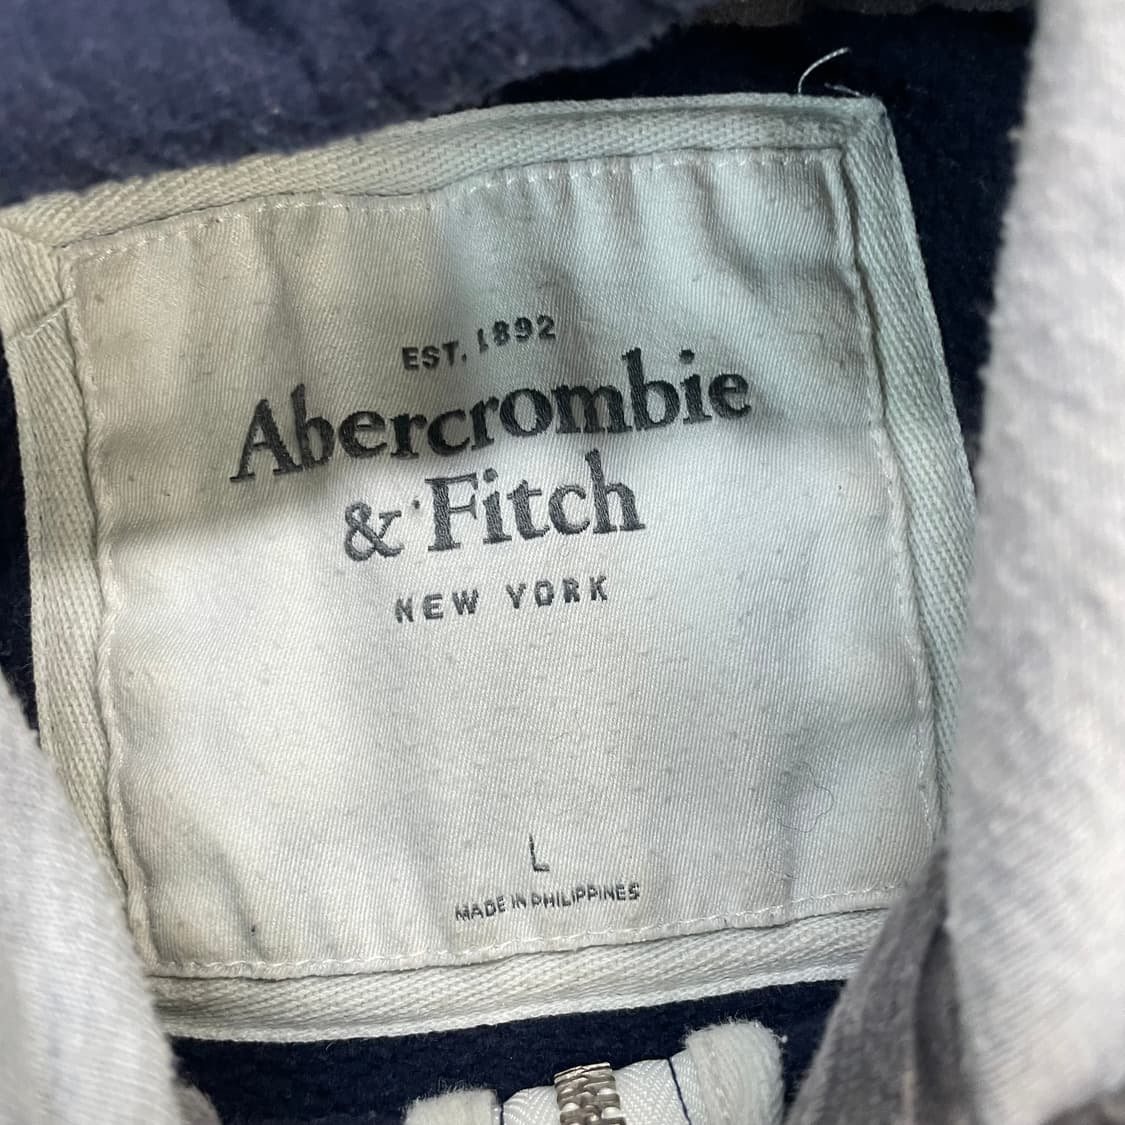 EST. 1892
Abercrombie
& Fitch
NEW YORK
L
MADE IN PHILIPPINES